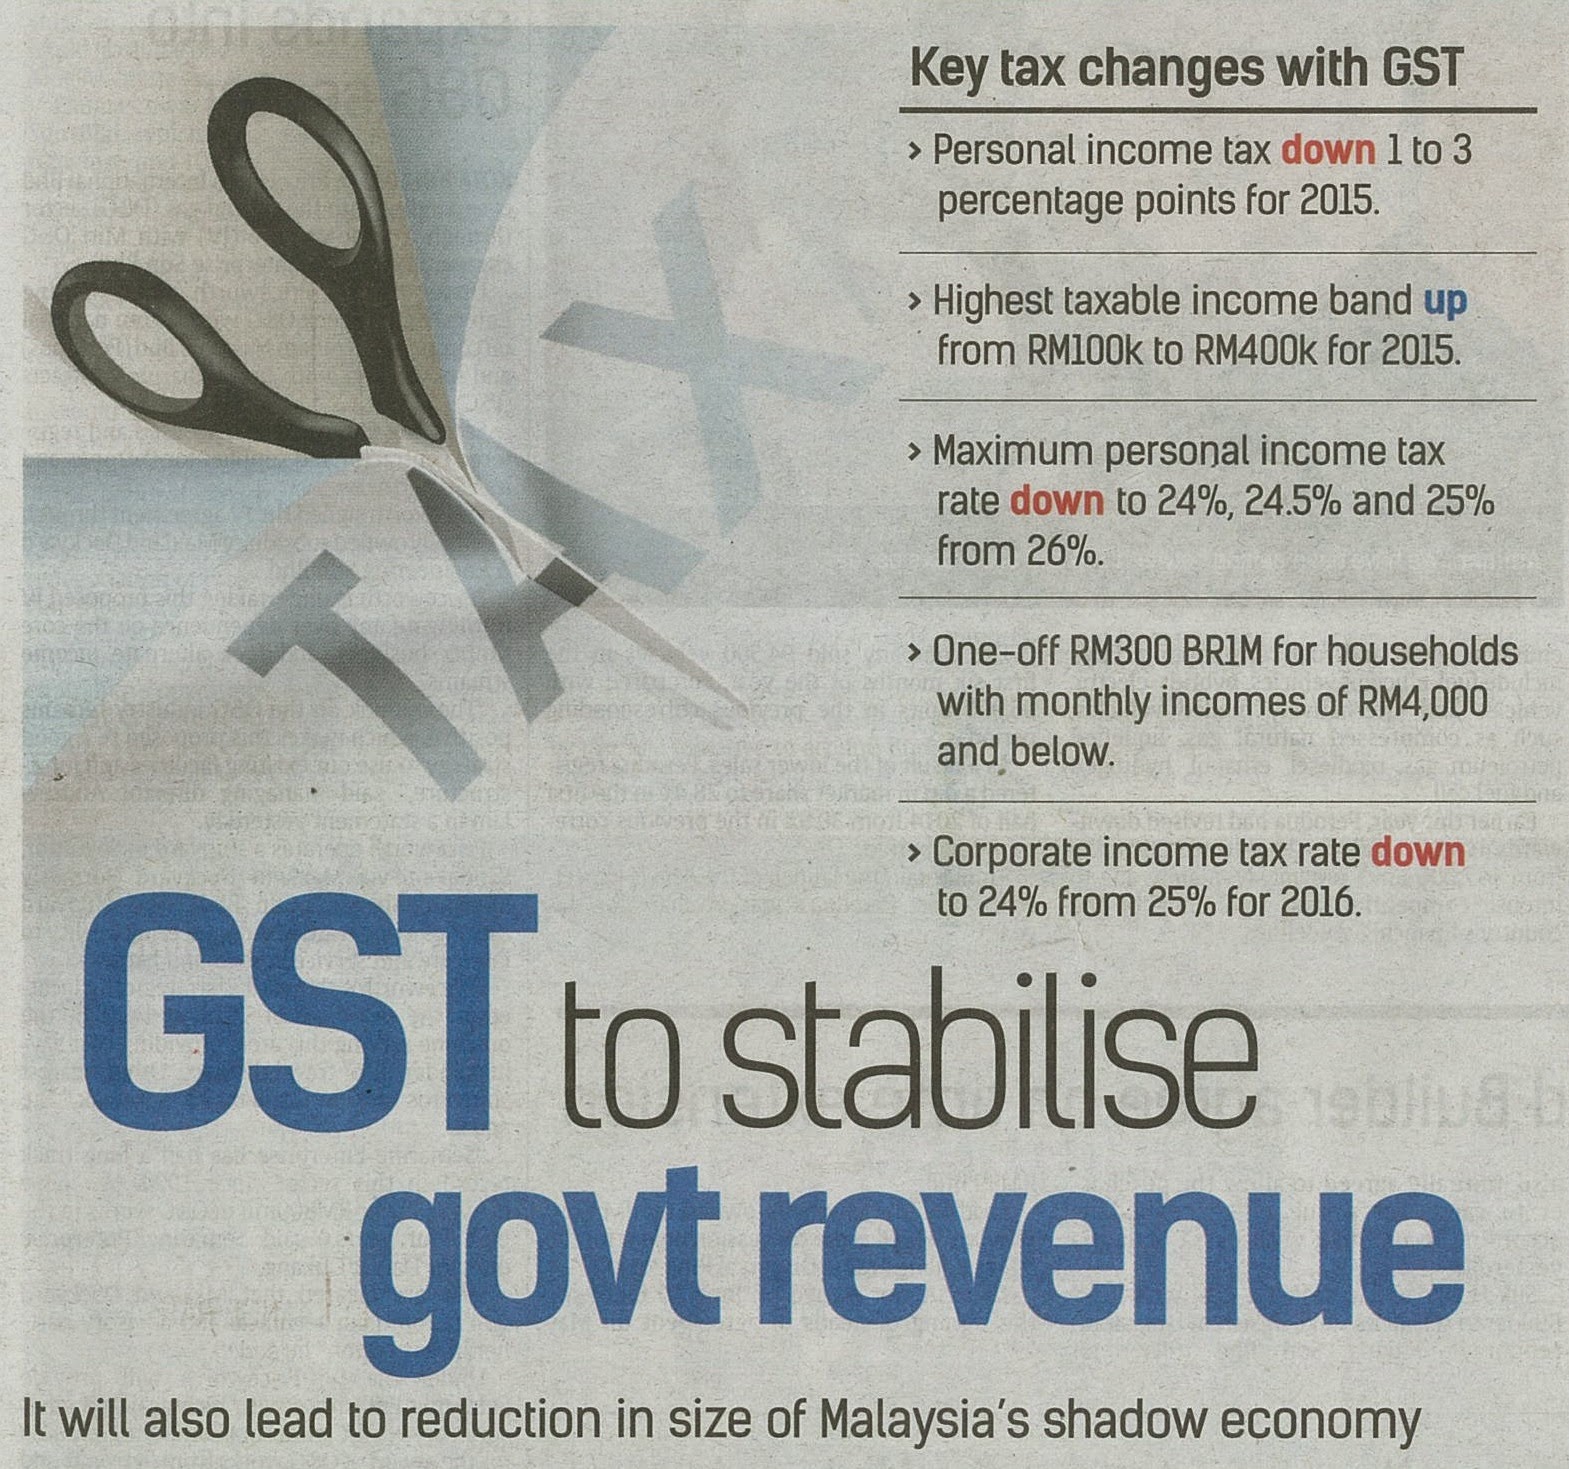 Key tax changes with GST
> Personal income tax down 1 to 3
percentage points for 2015.
> Highest taxable income band up
from RM100k to RM400k for 2015.
> Maximum personal income tax
rate down to 24%, 24.5% and 25%
from 26%.
> One-off RM300 BR1M for households
with monthly incomes of RM4,000
and below.
> Corporate income tax rate down
to 24% from 25% for 2016.
TAX
GST to stabilise
govt revenue
It will also lead to reduction in size of Malaysia's shadow economy